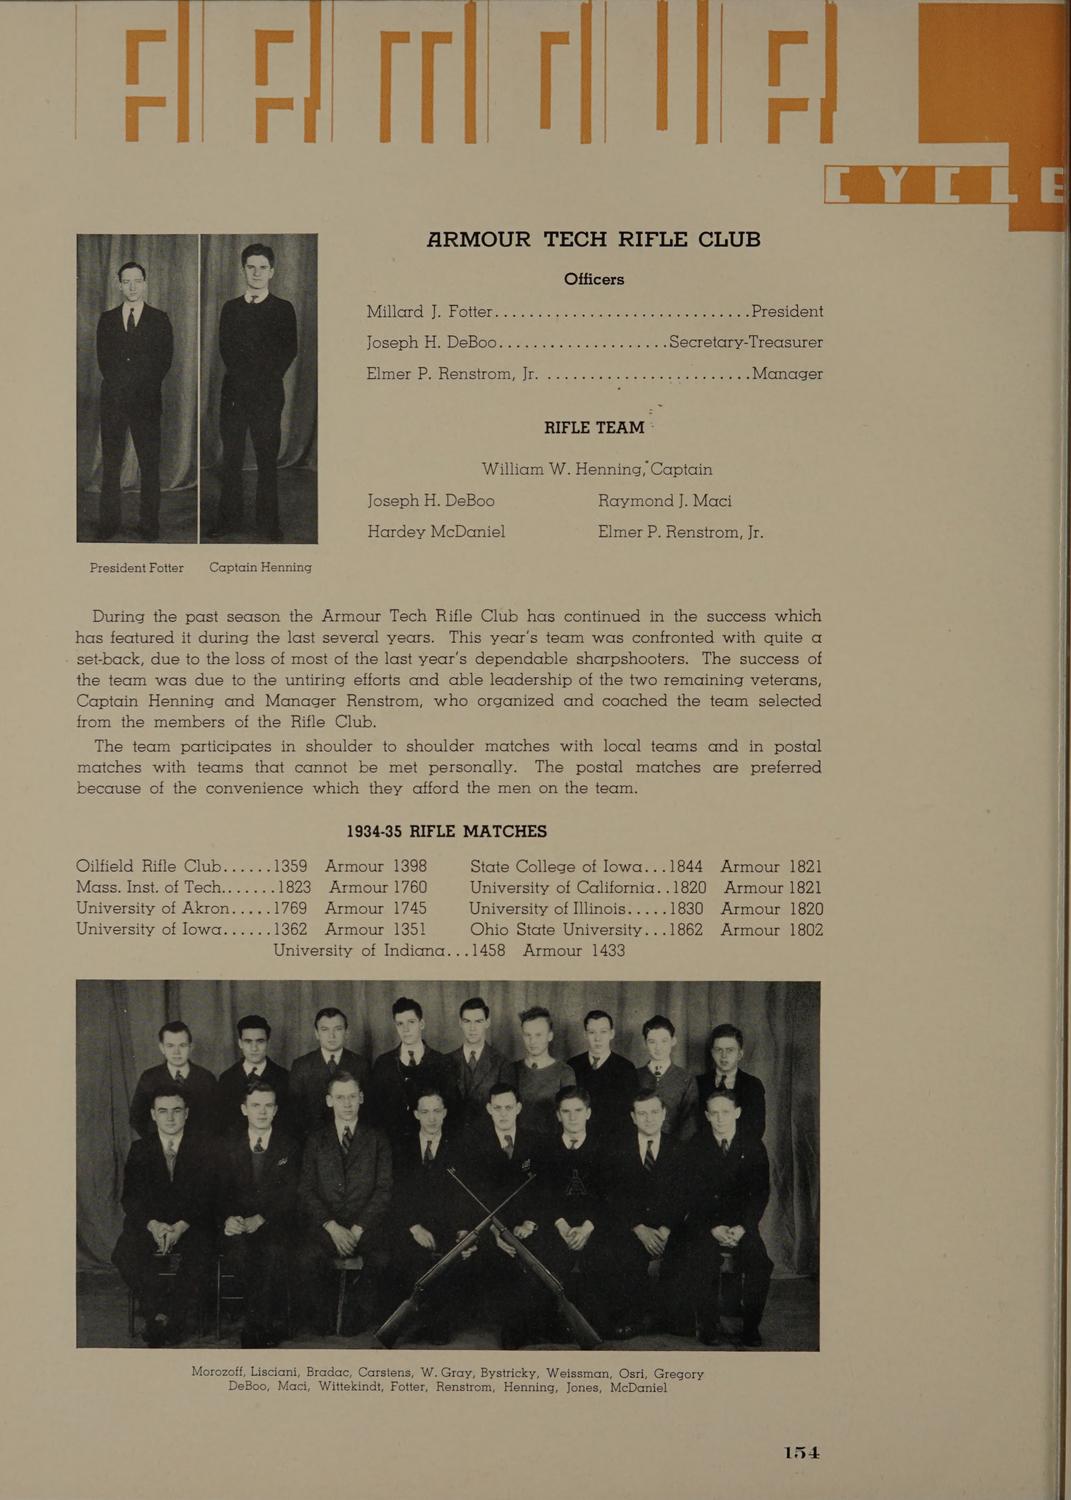 ARMOUR
CYCLE
ARMOUR TECH RIFLE CLUB
Officers
Millard J. Fotter..............................President
Joseph H. DeBoo....................Secretary-Treasurer
Elmer P. Renstrom, Jr. ........................Manager
RIFLE TEAM
William W. Henning, Captain
Joseph H. DeBoo Raymond J. Maci
Hardey McDaniel Elmer P. Renstrom, Jr.
President Fotter Captain Henning
During the past season the Armour Tech Rifle Club has continued in the success which
has featured it during the last several years. This year's team was confronted with quite a
set-back, due to the loss of most of the last year's dependable sharpshooters. The success of
the team was due to the untiring efforts and able leadership of the two remaining veterans,
Captain Henning and Manager Renstrom, who organized and coached the team selected
from the members of the Rifle Club.
The team participates in shoulder to shoulder matches with local teams and in postal
matches with teams that cannot be met personally. The postal matches are preferred
because of the convenience which they afford the men on the team.
1934-35 RIFLE MATCHES
Oilfield Rifle Club......1359 Armour 1398 State College of Iowa...1844 Armour 1821
Mass. Inst. of Tech.......1823 Armour 1760 University of California..1820 Armour 1821
University of Akron.....1769 Armour 1745 University of Illinois.....1830 Armour 1820
University of Iowa......1362 Armour 1351 Ohio State University...1862 Armour 1802
University of Indiana...1458 Armour 1433
Morozoff, Lisciani, Bradac, Carstens, W. Gray, Bystricky, Weissman, Osri, Gregory
DeBoo, Maci, Wittekindt, Fotter, Renstrom, Henning, Jones, McDaniel
154